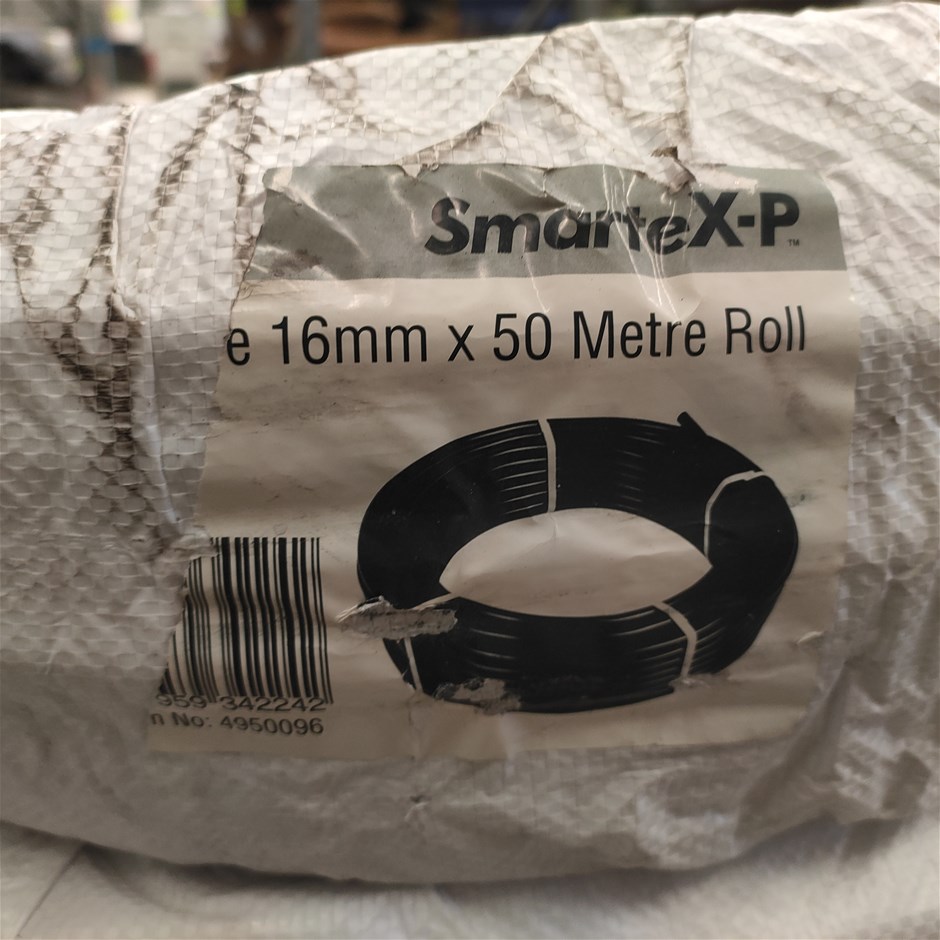 SmarteX-P™
e 16mm x 50 Metre Roll
959 342242
n No: 4950096